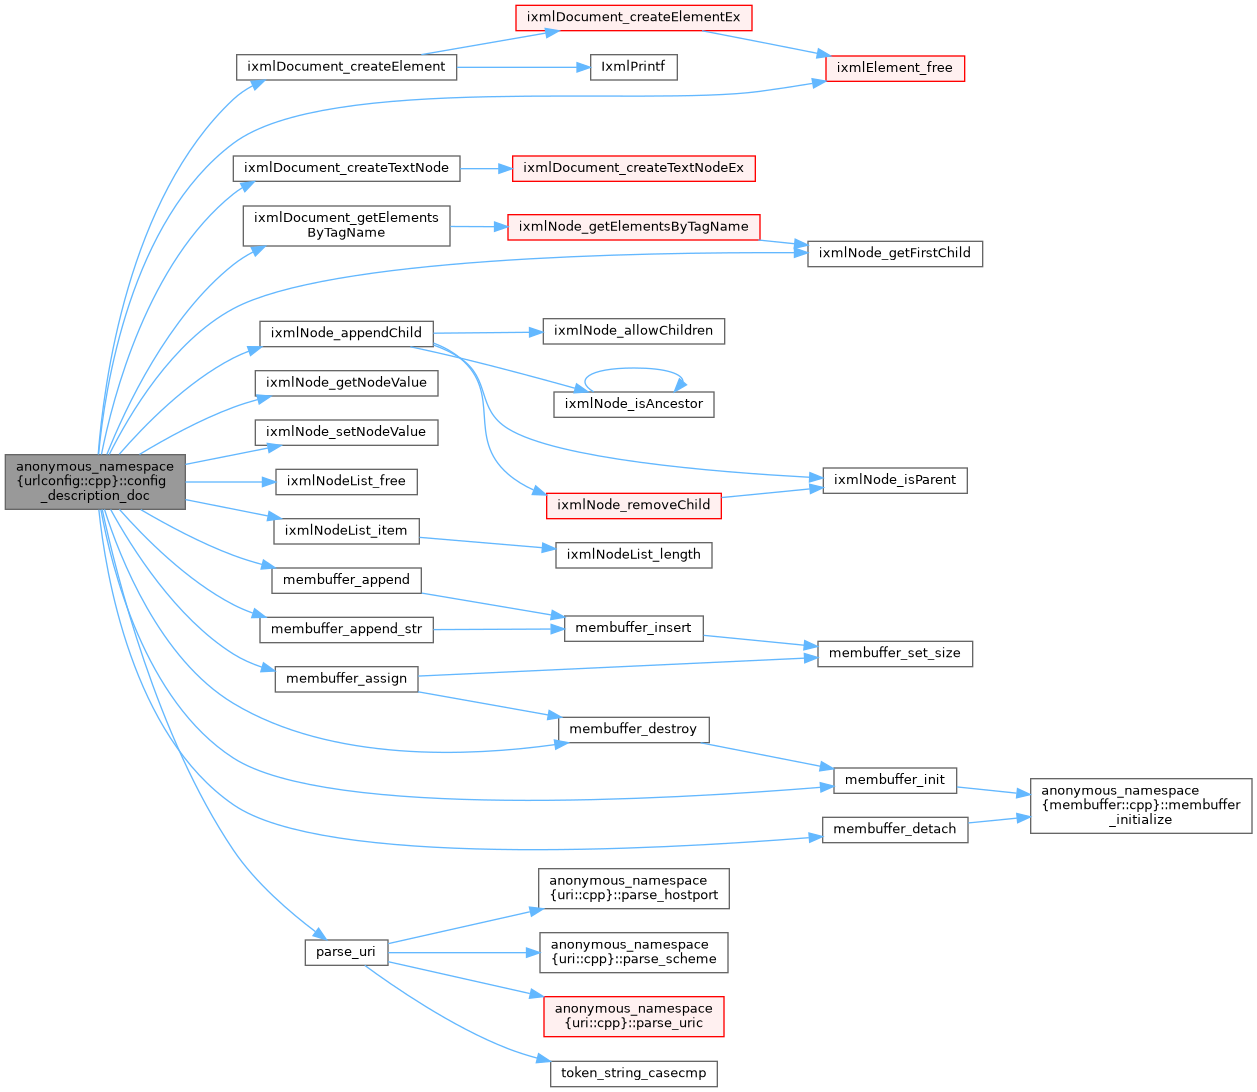 ixmlDocument_createElementEx
ixmlDocument_createElement
IxmlPrintf
ixmlElement_free
ixmlDocument_createTextNode
ixmlDocument_createTextNodeEx
ixmlDocument_getElements
ByTagName
ixmlNode_getElementsByTagName
ixmlNode_getFirstChild
ixmlNode_appendChild
ixmlNode_allowChildren
ixmlNode_getNodeValue
ixmlNode_isAncestor
ixmlNode_setNodeValue
anonymous_namespace
{urlconfig::cpp}::config
_description_doc
ixmlNodeList_free
ixmlNode_isParent
ixmlNode_removeChild
ixmlNodeList_item
ixmlNodeList_length
membuffer_append
membuffer_append_str
membuffer_insert
membuffer_set_size
membuffer_assign
membuffer_destroy
membuffer_init
anonymous_namespace
{membuffer::cpp}::membuffer
_initialize
membuffer_detach
anonymous_namespace
{uri::cpp}::parse_hostport
parse_uri
anonymous_namespace
{uri::cpp}::parse_scheme
anonymous_namespace
{uri::cpp}::parse_uric
token_string_casecmp